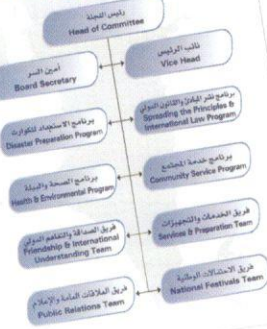 رئيس اللجنة
Head of Committee
نائب الرئيس
Vice Head
أمين السر
Board Secretary
برنامج نشر المبادئ والقانون الدولي
Spreading the Principles &
International Law Program
برنامج الاستعداد للكوارث
Disaster Preparation Program
برنامج خدمة المجتمع
Community Service Program
برنامج الصحة والبيئة
Health & Environmental Program
فريق الخدمات والتجهيزات
Services & Preparation Team
فريق الصداقة والتفاهم الدولي
Friendship & International
Understanding Team
فريق الاحتفالات الوطنية
National Festivals Team
فريق العلاقات العامة والإعلام
Public Relations Team